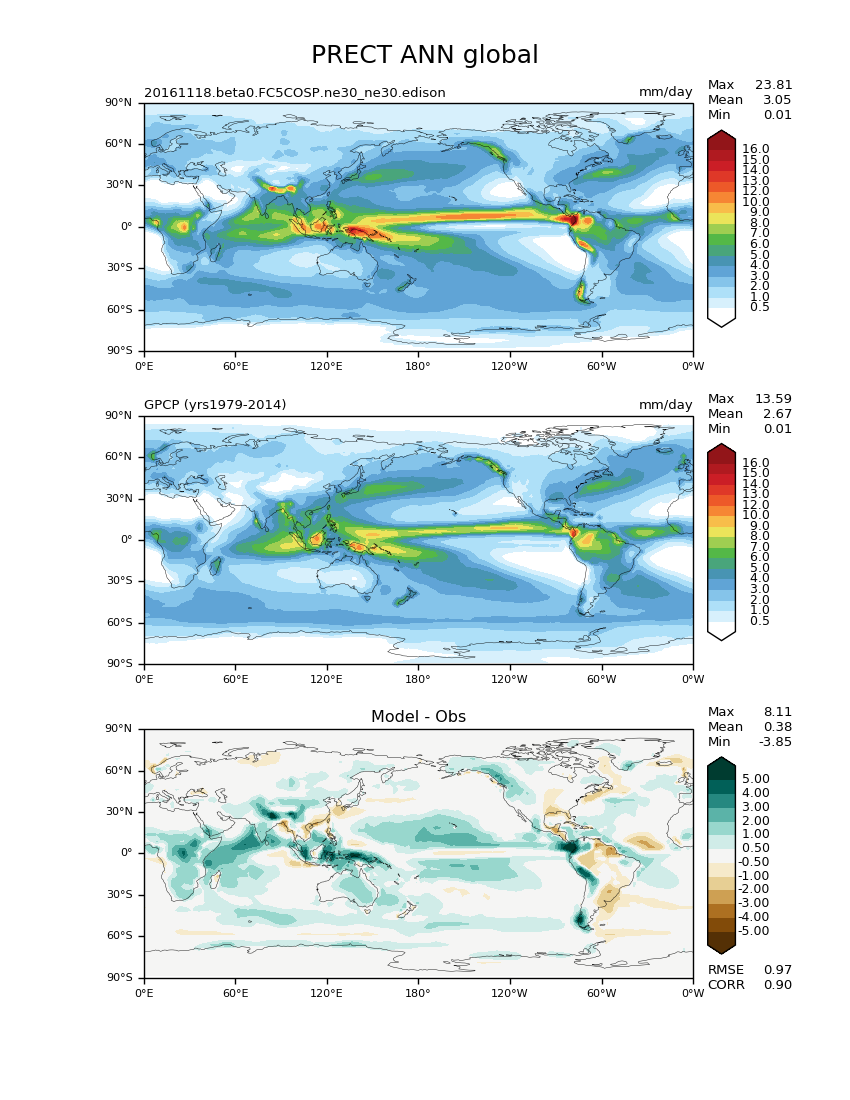 PRECT ANN global
20161118.beta0.FC5COSP.ne30_ne30.edison mm/day
Max 23.81
Mean 3.05
Min 0.01
90°N
60°N
30°N
0°
30°S
60°S
90°S
0°E 60°E 120°E 180° 120°W 60°W 0°W
16.0
15.0
14.0
13.0
12.0
10.0
9.0
8.0
7.0
6.0
5.0
4.0
3.0
2.0
1.0
0.5
GPCP (yrs1979-2014) mm/day
Max 13.59
Mean 2.67
Min 0.01
90°N
60°N
30°N
0°
30°S
60°S
90°S
0°E 60°E 120°E 180° 120°W 60°W 0°W
16.0
15.0
14.0
13.0
12.0
10.0
9.0
8.0
7.0
6.0
5.0
4.0
3.0
2.0
1.0
0.5
Model - Obs
Max 8.11
Mean 0.38
Min -3.85
90°N
60°N
30°N
0°
30°S
60°S
90°S
0°E 60°E 120°E 180° 120°W 60°W 0°W
5.00
4.00
3.00
2.00
1.00
0.50
-0.50
-1.00
-2.00
-3.00
-4.00
-5.00
RMSE 0.97
CORR 0.90